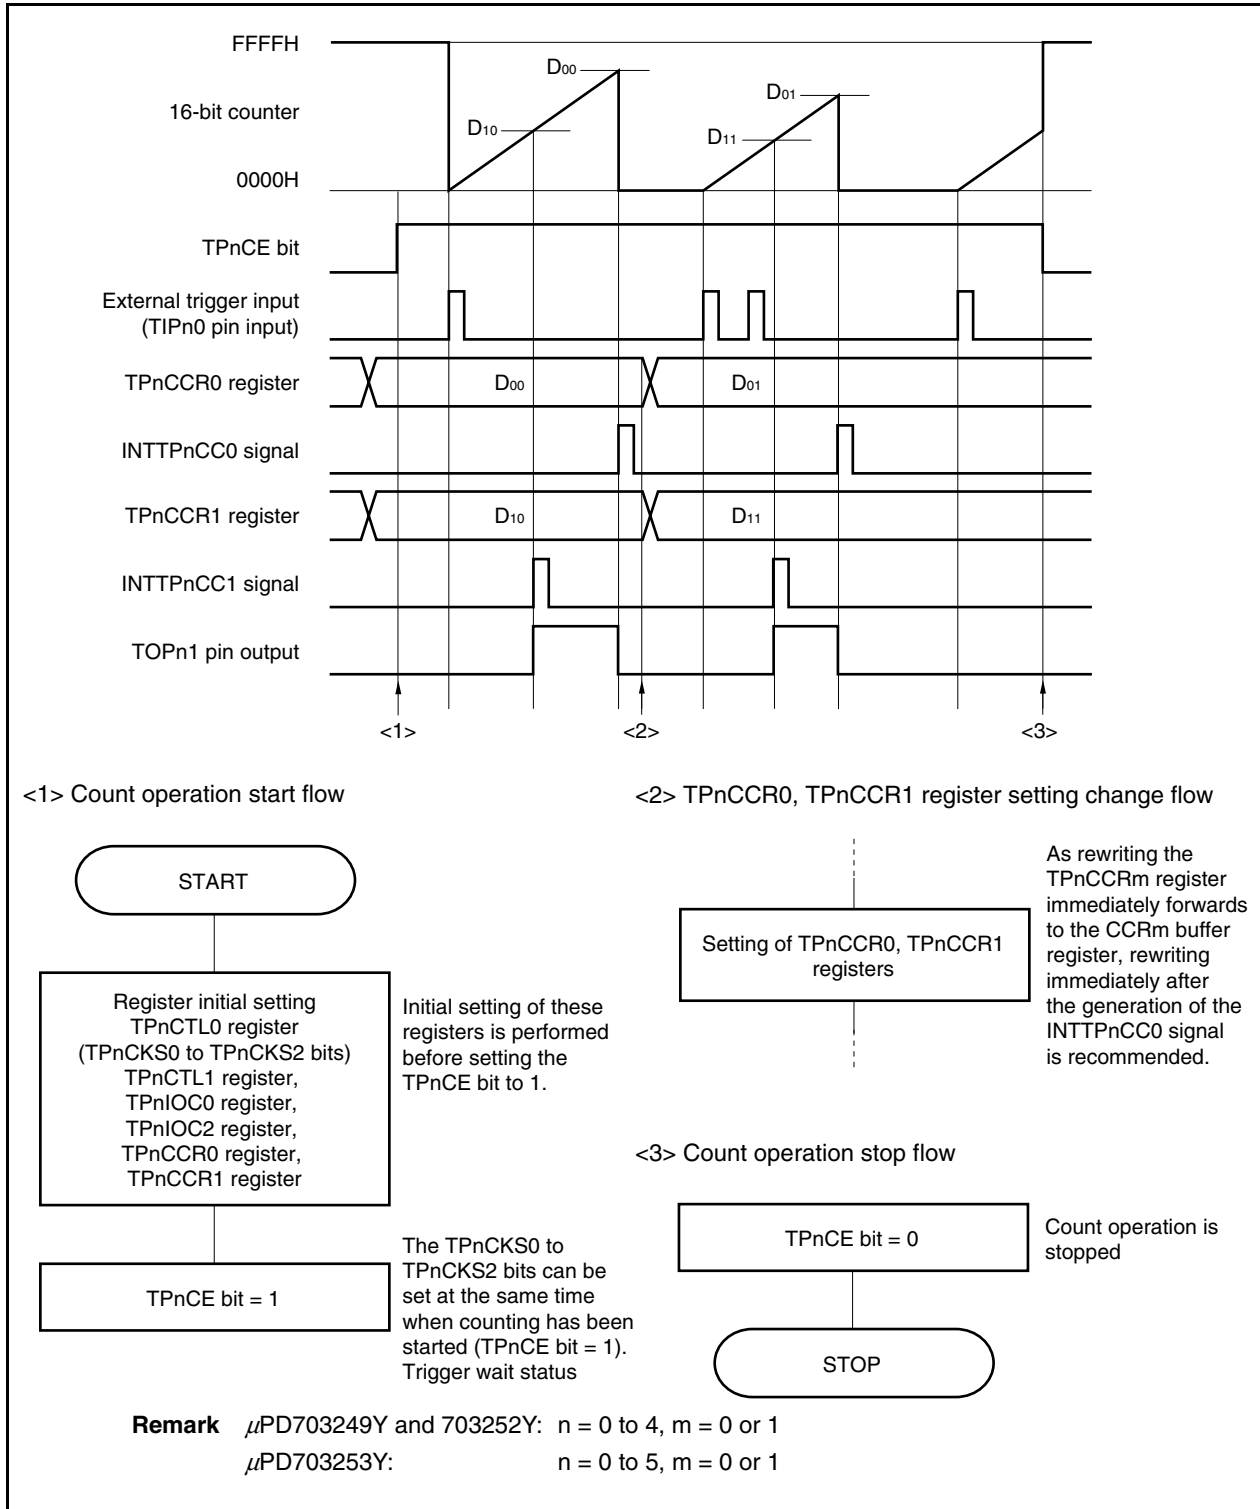 FFFFH
D00
D01
16-bit counter
D10
D11
0000H
TPnCE bit
External trigger input
(TIPn0 pin input)
TPnCCR0 register
D00
D01
INTTPnCC0 signal
TPnCCR1 register
D10
D11
INTTPnCC1 signal
TOPn1 pin output
<1>
<2>
<3>
<1> Count operation start flow
START
Register initial setting
TPnCTL0 register
(TPnCKS0 to TPnCKS2 bits)
TPnCTL1 register,
TPnIOC0 register,
TPnIOC2 register,
TPnCCR0 register,
TPnCCR1 register
Initial setting of these
registers is performed
before setting the
TPnCE bit to 1.
TPnCE bit = 1
The TPnCKS0 to
TPnCKS2 bits can be
set at the same time
when counting has been
started (TPnCE bit = 1).
Trigger wait status
<2> TPnCCR0, TPnCCR1 register setting change flow
Setting of TPnCCR0, TPnCCR1
registers
As rewriting the
TPnCCRm register
immediately forwards
to the CCRm buffer
register, rewriting
immediately after
the generation of the
INTTPnCC0 signal
is recommended.
<3> Count operation stop flow
TPnCE bit = 0
Count operation is
stopped
STOP
Remark μPD703249Y and 703252Y: n = 0 to 4, m = 0 or 1
μPD703253Y: n = 0 to 5, m = 0 or 1